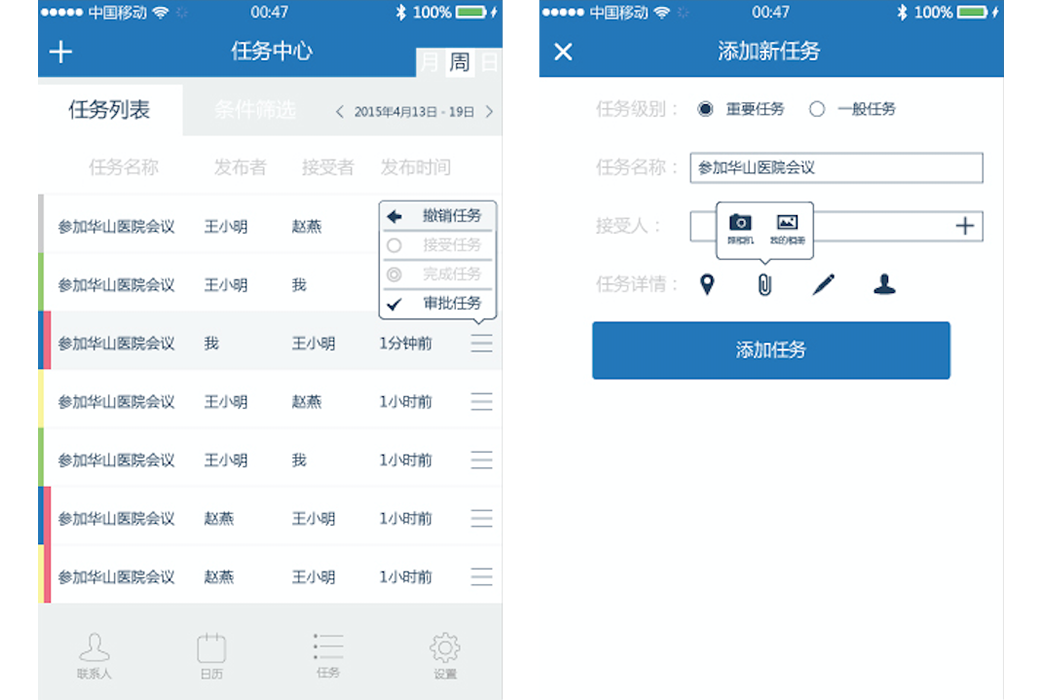 中国移动 00:47 100%
任务中心
月 周 日
任务列表 条件筛选 2015年4月13日 - 19日
任务名称 发布者 接受者 发布时间
参加华山医院会议 王小明 赵燕
撤销任务
接受任务
完成任务
审批任务
参加华山医院会议 王小明 我
参加华山医院会议 我 王小明 1分钟前
参加华山医院会议 王小明 赵燕 1小时前
参加华山医院会议 王小明 我 1小时前
参加华山医院会议 赵燕 王小明 1小时前
参加华山医院会议 赵燕 王小明 1小时前
联系人 日历 任务 设置
中国移动 00:47 100%
添加新任务
任务级别： 重要任务 一般任务
任务名称： 参加华山医院会议
接受人：
照相机 我的相册
任务详情：
添加任务